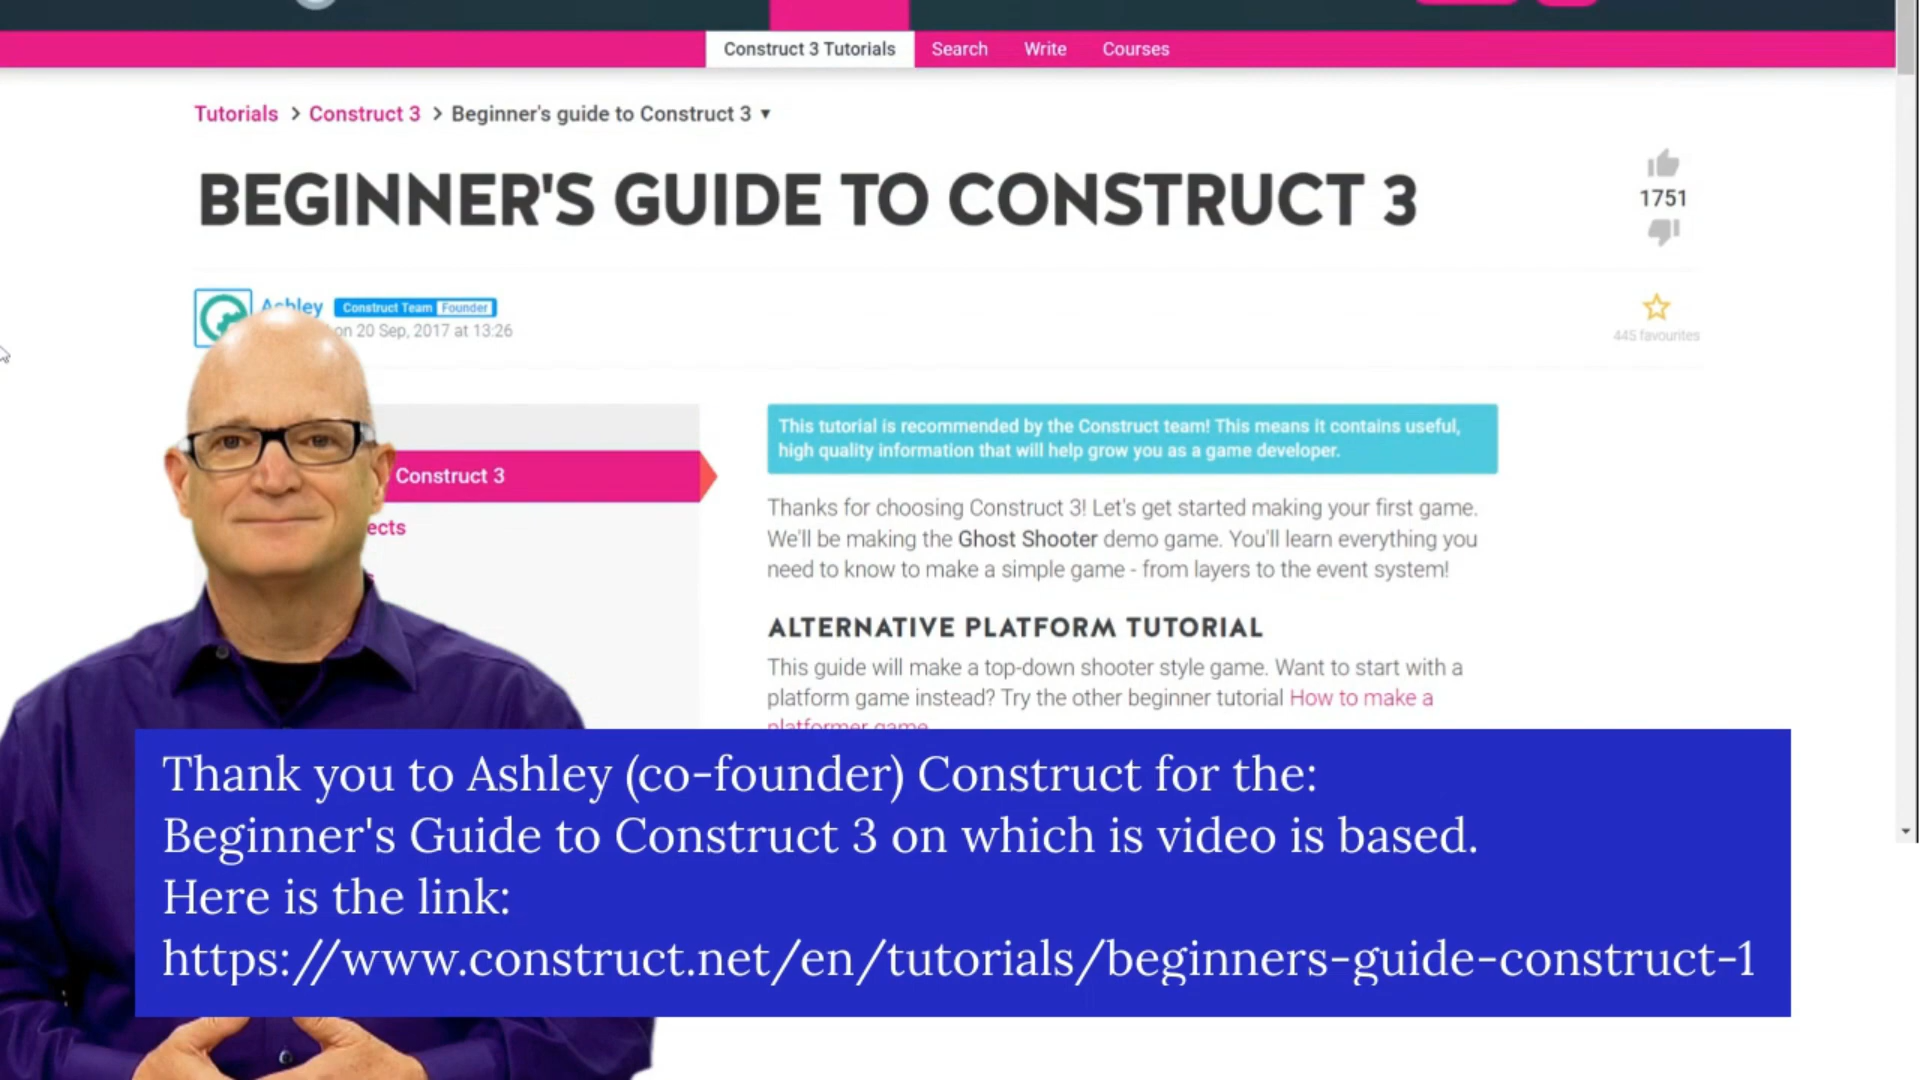 Construct 3 Tutorials Search Write Courses
Tutorials > Construct 3 > Beginner's guide to Construct 3 ▾
BEGINNER'S GUIDE TO CONSTRUCT 3
1751
Ashley Construct Team Founder
on 20 Sep, 2017 at 13:26
445 favourites
Construct 3
ects
This tutorial is recommended by the Construct team! This means it contains useful,
high quality information that will help grow you as a game developer.
Thanks for choosing Construct 3! Let's get started making your first game.
We'll be making the Ghost Shooter demo game. You'll learn everything you
need to know to make a simple game - from layers to the event system!
ALTERNATIVE PLATFORM TUTORIAL
This guide will make a top-down shooter style game. Want to start with a
platform game instead? Try the other beginner tutorial How to make a
platformer game
Thank you to Ashley (co-founder) Construct for the:
Beginner's Guide to Construct 3 on which is video is based.
Here is the link:
https://www.construct.net/en/tutorials/beginners-guide-construct-1